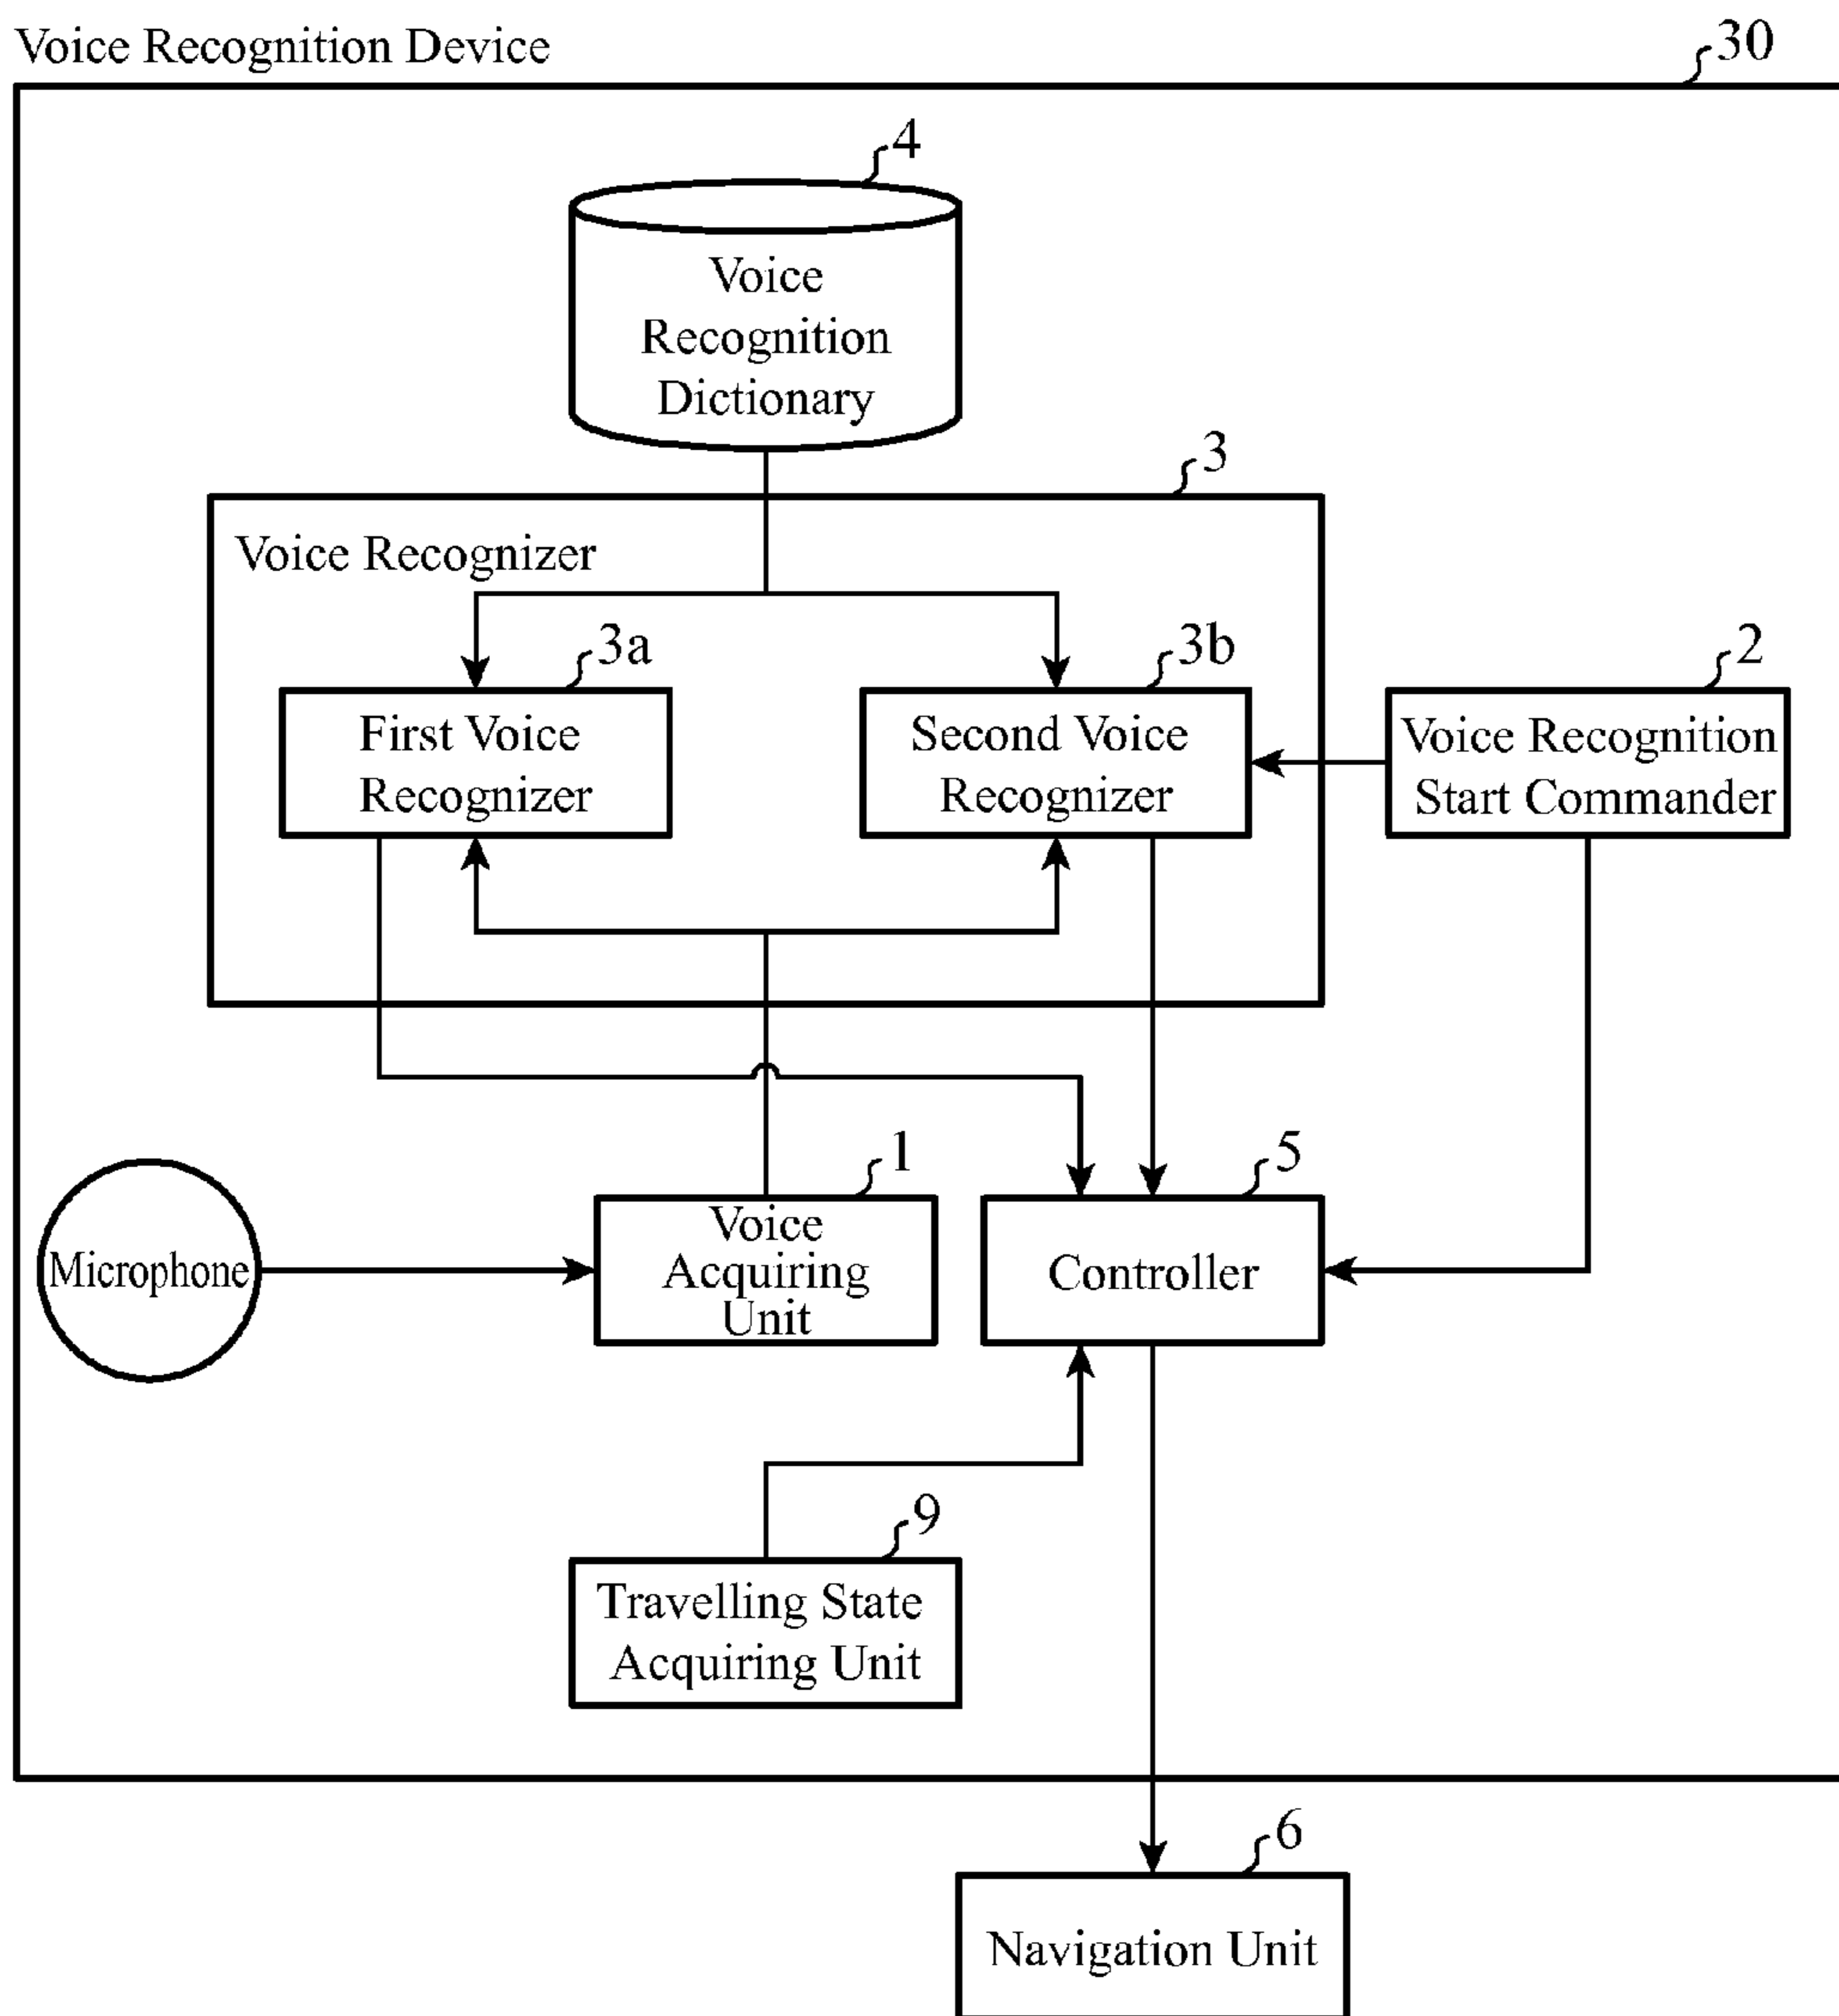 Voice Recognition Device
30
4
Voice
Recognition
Dictionary
3
Voice Recognizer
3a
3b
2
First Voice
Recognizer
Second Voice
Recognizer
Voice Recognition
Start Commander
1
5
Microphone
Voice
Acquiring
Unit
Controller
9
Travelling State
Acquiring Unit
6
Navigation Unit